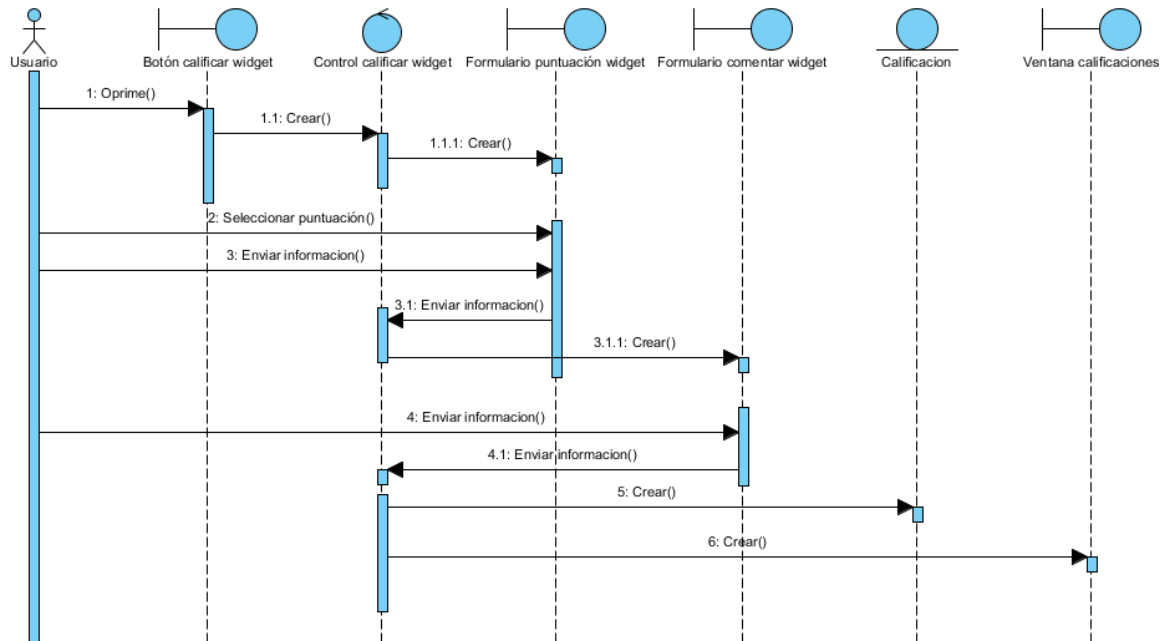 Usuario
Botón calificar widget
Control calificar widget
Formulario puntuación widget
Formulario comentar widget
Calificacion
Ventana calificaciones
1: Oprime()
1.1: Crear()
1.1.1: Crear()
2: Seleccionar puntuación()
3: Enviar informacion()
3.1: Enviar informacion()
3.1.1: Crear()
4: Enviar informacion()
4.1: Enviar informacion()
5: Crear()
6: Crear()